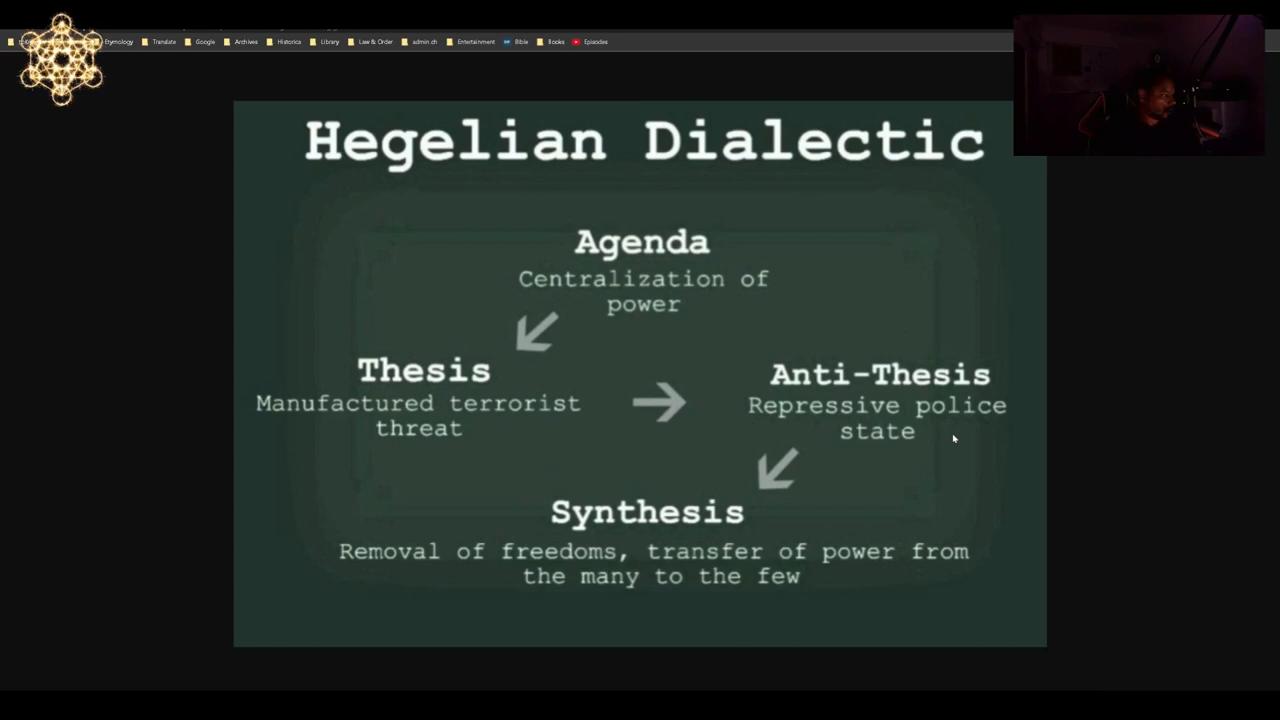 Etymology
Translate
Google
Archives
Historica
Library
Law & Order
admin.ch
Entertainment
Bible
Books
Episodes
Hegelian Dialectic
Agenda
Centralization of
power
Thesis
Manufactured terrorist
threat
Anti-Thesis
Repressive police
state
Synthesis
Removal of freedoms, transfer of power from
the many to the few